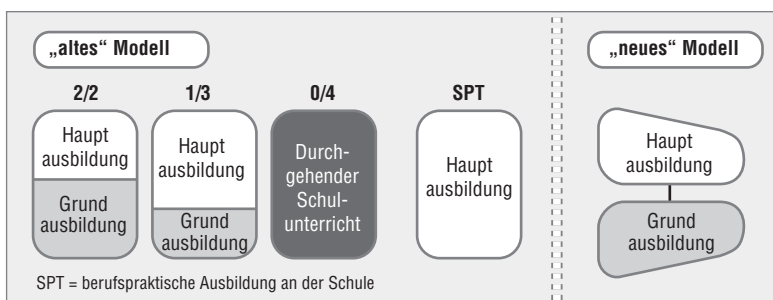 „altes“ Modell
2/2
Haupt
ausbildung
Grund
ausbildung
1/3
Haupt
ausbildung
Grund
ausbildung
0/4
Durch-
gehender
Schul-
unterricht
SPT
Haupt
ausbildung
SPT = berufspraktische Ausbildung an der Schule
„neues“ Modell
Haupt
ausbildung
Grund
ausbildung